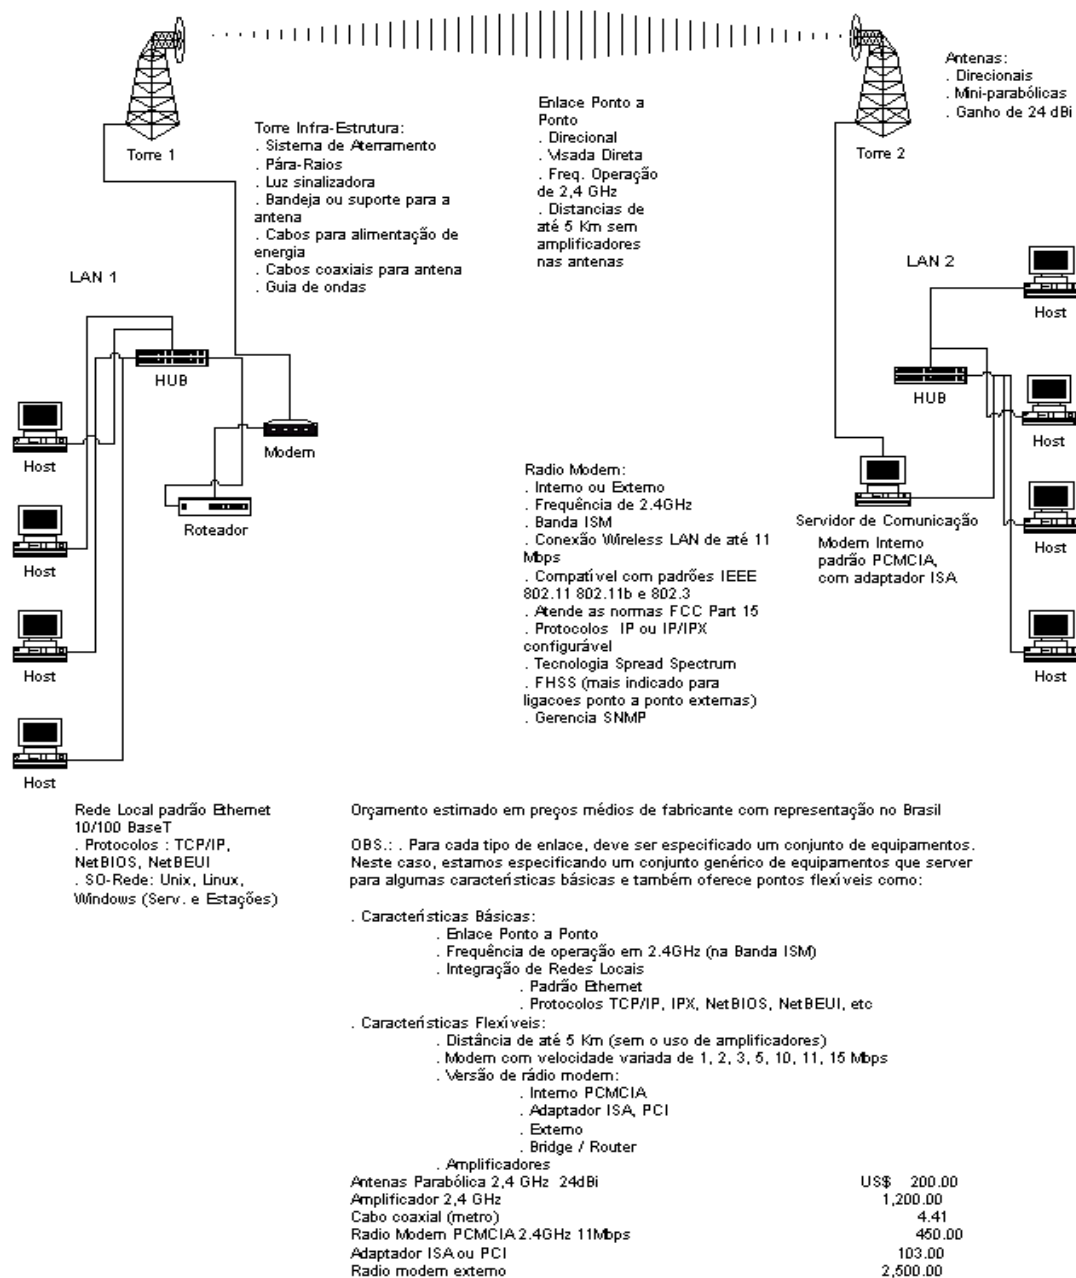 Torre 1
Torre 2
Antenas:
. Direcionais
. Mini-parabólicas
. Ganho de 24 dBi
Torre Infra-Estrutura:
. Sistema de Aterramento
. Pára-Raios
. Luz sinalizadora
. Bandeja ou suporte para a
antena
. Cabos para alimentação de
energia
. Cabos coaxiais para antena
. Guia de ondas
Enlace Ponto a
Ponto
. Direcional
. Visada Direta
. Freq. Operação
de 2,4 GHz
. Distancias de
até 5 Km sem
amplificadores
nas antenas
LAN 1
HUB
Host
Host
Host
Host
Modem
Roteador
LAN 2
Host
HUB
Host
Host
Host
Servidor de Comunicação
Modem Interno
padrão PCMCIA,
com adaptador ISA
Radio Modem:
. Interno ou Externo
. Frequência de 2.4GHz
. Banda ISM
. Conexão Wireless LAN de até 11
Mbps
. Compatível com padrões IEEE
802.11 802.11b e 802.3
. Atende as normas FCC Part 15
. Protocolos IP ou IP/IPX
configurável
. Tecnologia Spread Spectrum
. FHSS (mais indicado para
ligacoes ponto a ponto externas)
. Gerencia SNMP
Rede Local padrão Ethernet
10/100 BaseT
. Protocolos : TCP/IP,
NetBIOS, NetBEUI
. SO-Rede: Unix, Linux,
Windows (Serv. e Estações)
Orçamento estimado em preços médios de fabricante com representação no Brasil
OBS.: . Para cada tipo de enlace, deve ser especificado um conjunto de equipamentos.
Neste caso, estamos especificando um conjunto genérico de equipamentos que server
para algumas características básicas e também oferece pontos flexíveis como:
. Características Básicas:
. Enlace Ponto a Ponto
. Frequência de operação em 2.4GHz (na Banda ISM)
. Integração de Redes Locais
. Padrão Ethernet
. Protocolos TCP/IP, IPX, NetBIOS, NetBEUI, etc
. Características Flexíveis:
. Distância de até 5 Km (sem o uso de amplificadores)
. Modem com velocidade variada de 1, 2, 3, 5, 10, 11, 15 Mbps
. Versão de rádio modem:
. Interno PCMCIA
. Adaptador ISA, PCI
. Externo
. Bridge / Router
. Amplificadores
Antenas Parabólica 2,4 GHz 24dBi US$ 200.00
Amplificador 2,4 GHz 1,200.00
Cabo coaxial (metro) 4.41
Radio Modem PCMCIA 2.4GHz 11Mbps 450.00
Adaptador ISA ou PCI 103.00
Radio modem externo 2,500.00